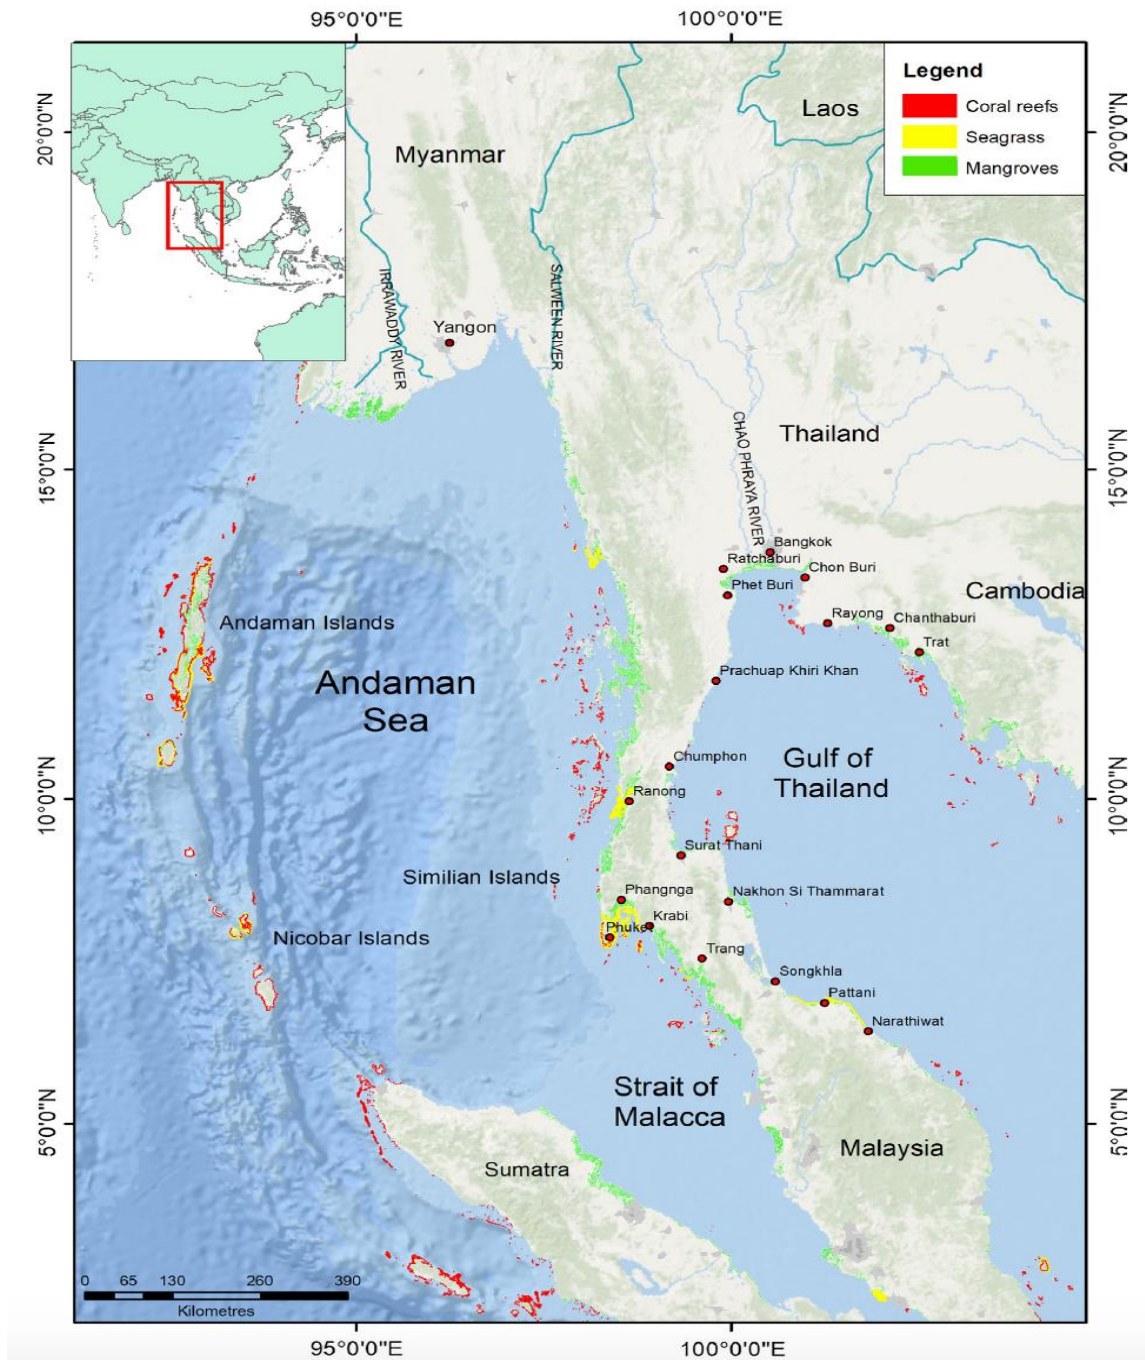 95°0'0"E
100°0'0"E
20°0'0"N
20°0'0"N
Legend
Coral reefs
Seagrass
Mangroves
Laos
Myanmar
IRRAWADDY RIVER
SALWEEN RIVER
Yangon
CHAO PHRAYA RIVER
Thailand
15°0'0"N
15°0'0"N
Bangkok
Ratchaburi
Chon Buri
Phet Buri
Cambodia
Rayong
Chanthaburi
Trat
Andaman Islands
Andaman
Sea
Prachuap Khiri Khan
Chumphon
Gulf of
Thailand
10°0'0"N
10°0'0"N
Ranong
Surat Thani
Similian Islands
Phangnga
Nakhon Si Thammarat
Phuket
Krabi
Nicobar Islands
Trang
Songkhla
Pattani
Narathiwat
Strait of
Malacca
5°0'0"N
5°0'0"N
Malaysia
Sumatra
0 65 130 260 390
Kilometres
95°0'0"E
100°0'0"E